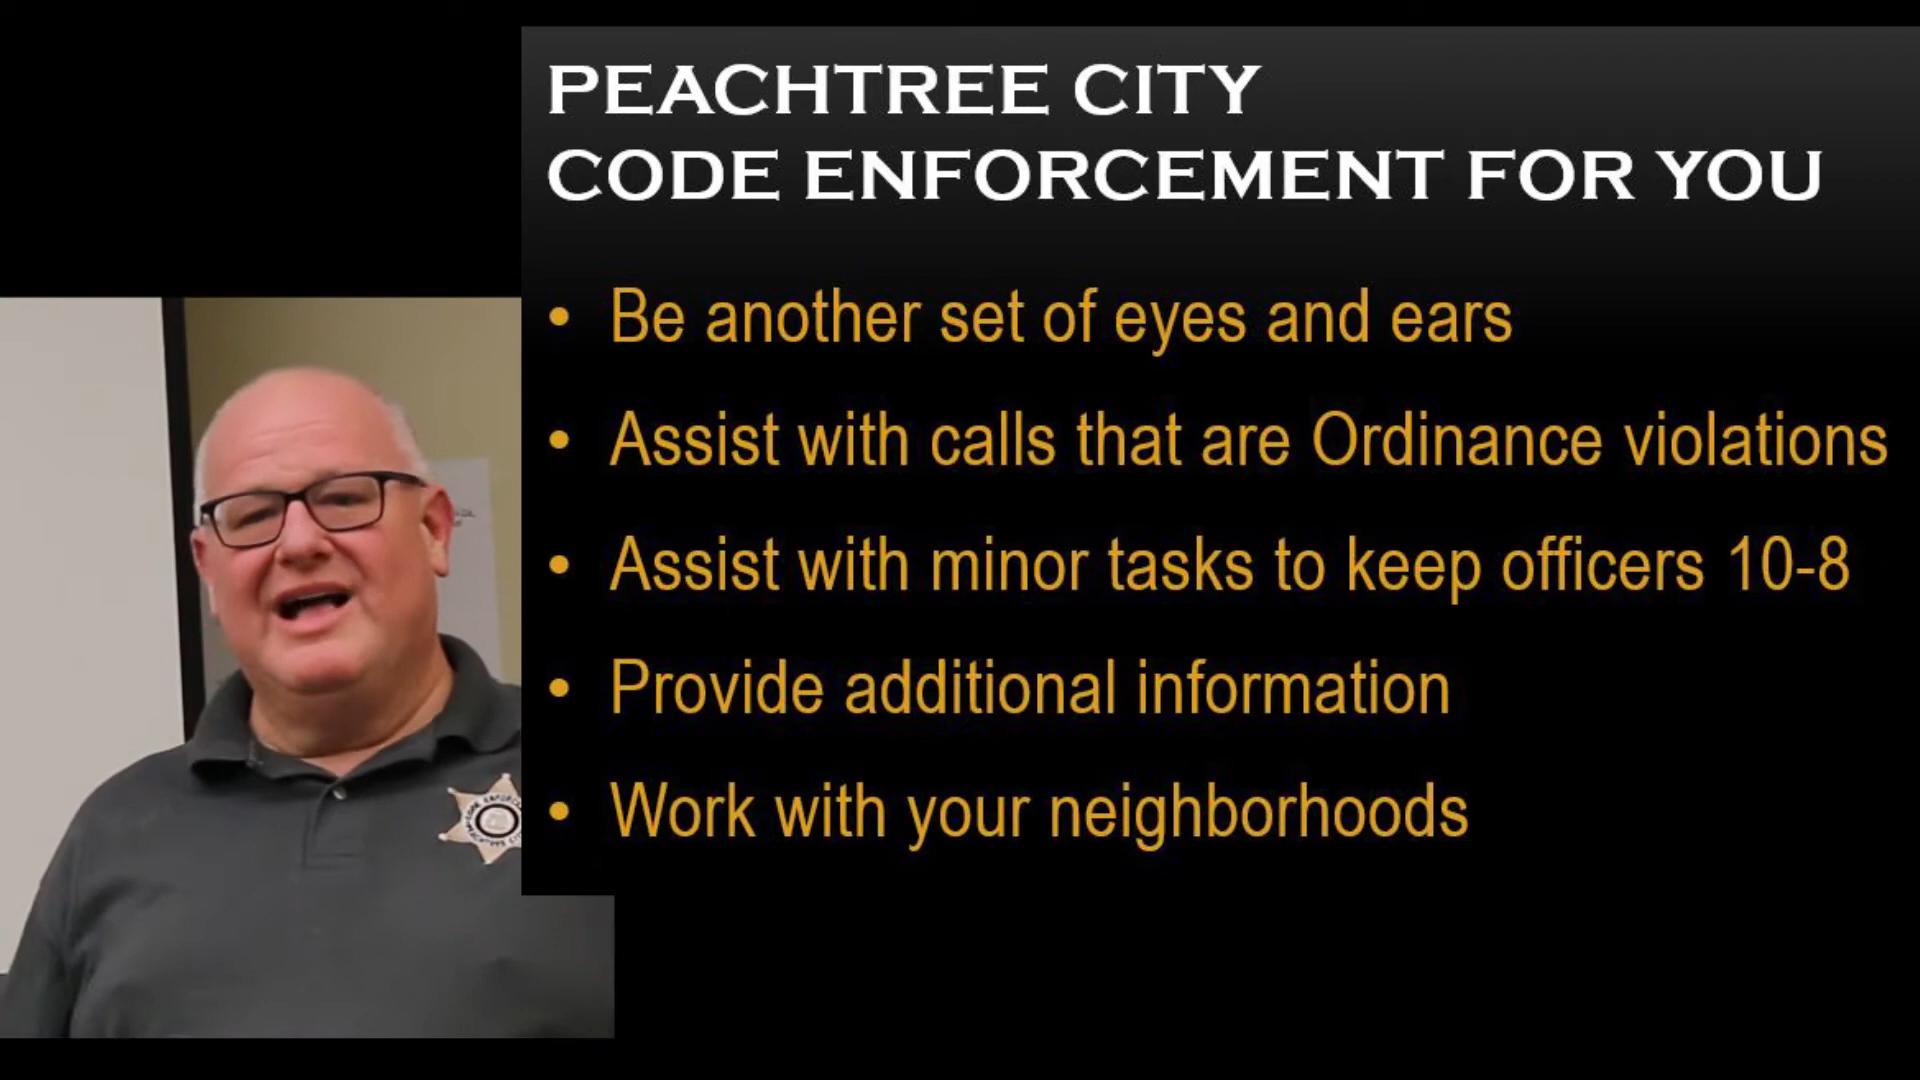 PEACHTREE CITY
CODE ENFORCEMENT FOR YOU
• Be another set of eyes and ears
• Assist with calls that are Ordinance violations
• Assist with minor tasks to keep officers 10-8
• Provide additional information
• Work with your neighborhoods